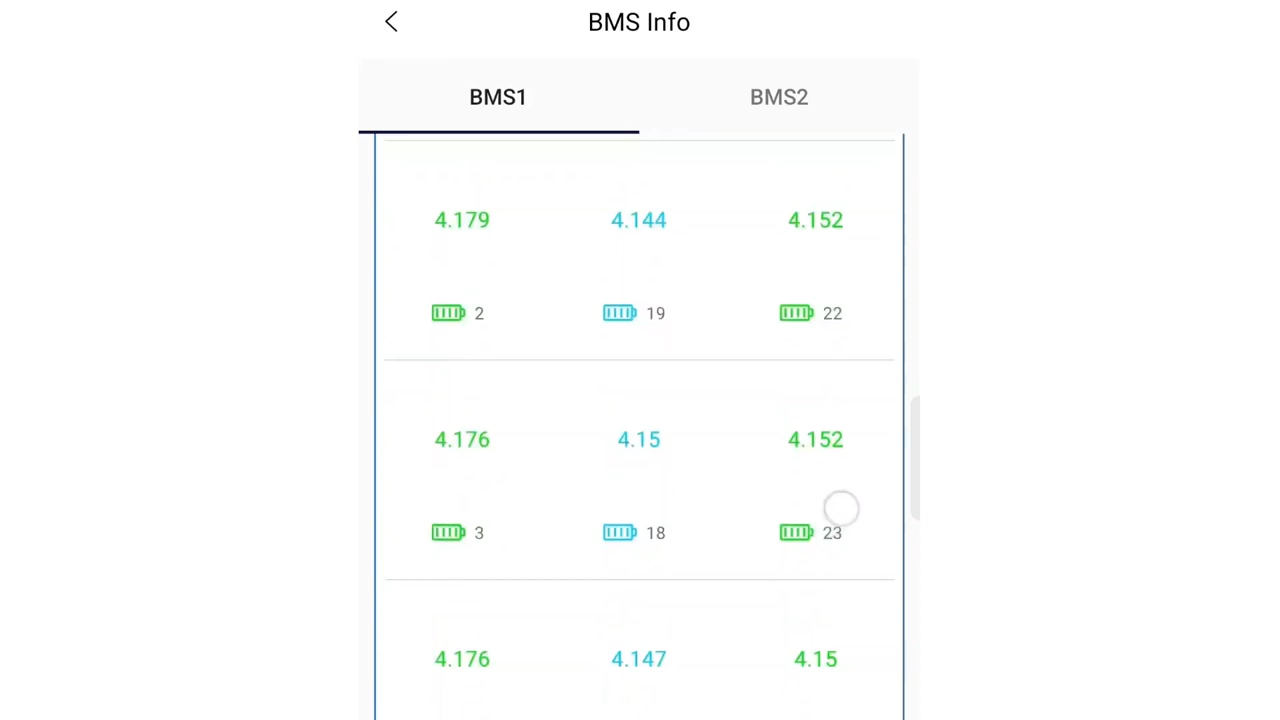 BMS Info
BMS1 BMS2
4.179 4.144 4.152
2 19 22
4.176 4.15 4.152
3 18 23
4.176 4.147 4.15